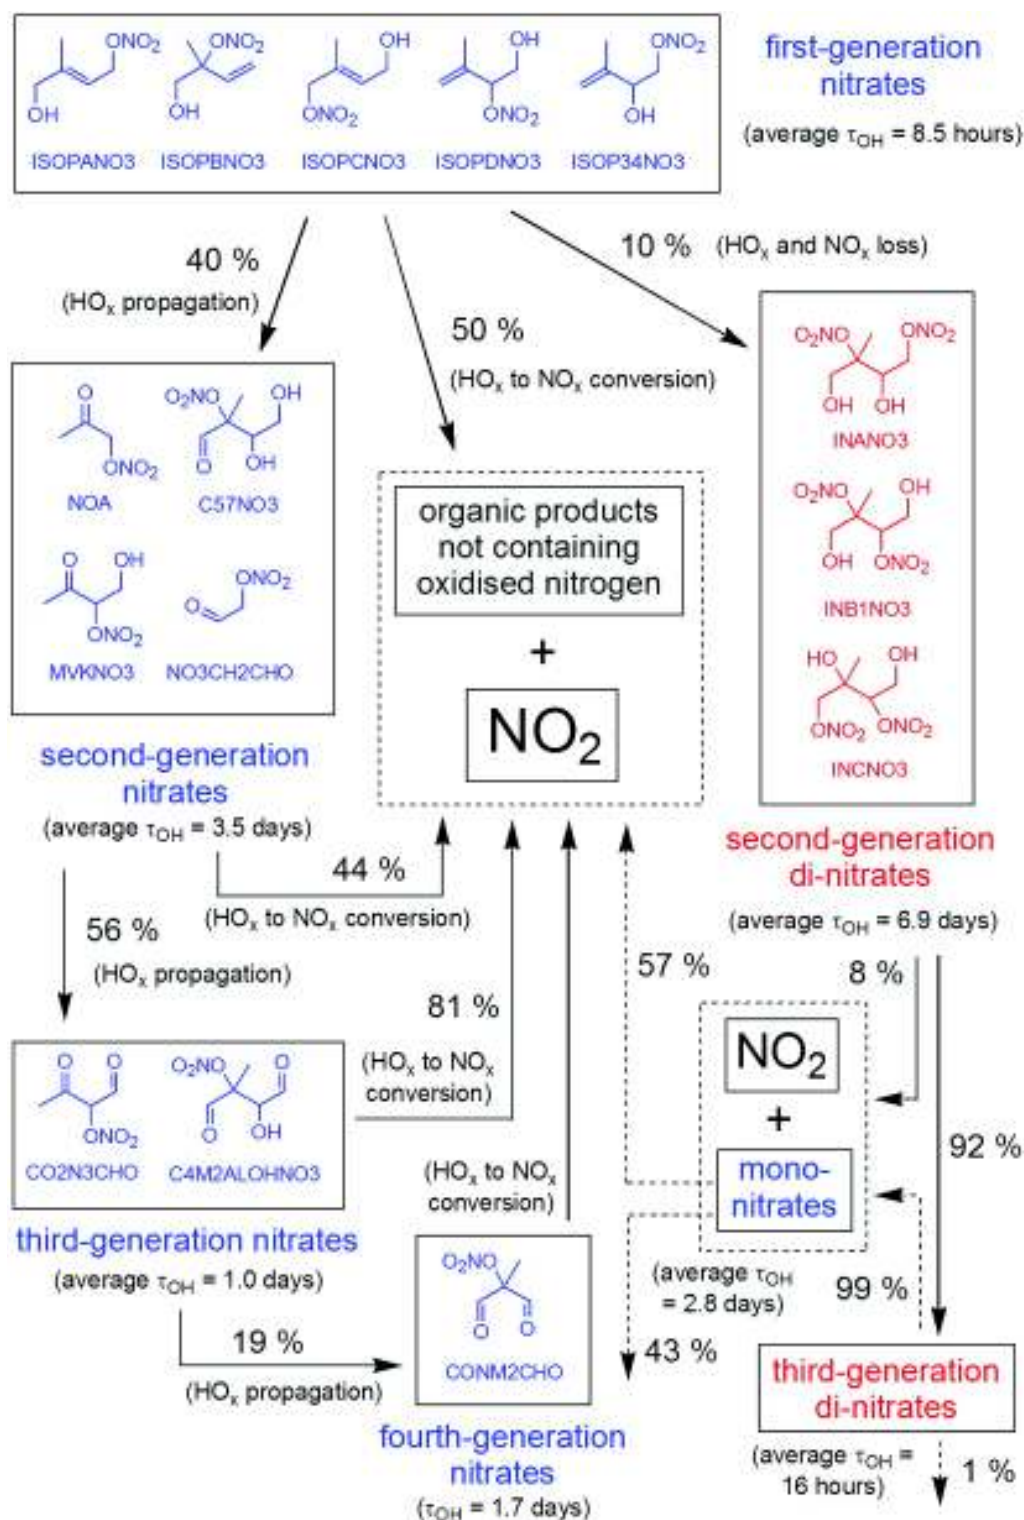 ONO₂
OH
ISOPANO3
ONO₂
OH
ISOPBNO3
OH
ONO₂
ISOPCNO3
OH
ONO₂
ISOPDNO3
ONO₂
OH
ISOP34NO3
first-generation
nitrates
(average τOH = 8.5 hours)
40 %
(HOₓ propagation)
50 %
(HOₓ to NOₓ conversion)
10 % (HOₓ and NOₓ loss)
O
ONO₂
NOA
O₂NO
OH
O
OH
C57NO3
O
OH
ONO₂
MVKNO3
ONO₂
O
NO3CH2CHO
second-generation
nitrates
(average τOH = 3.5 days)
organic products
not containing
oxidised nitrogen
+
NO₂
O₂NO
ONO₂
OH OH
INANO3
O₂NO
OH
OH ONO₂
INB1NO3
HO
OH
ONO₂ ONO₂
INCNO3
second-generation
di-nitrates
(average τOH = 6.9 days)
44 %
(HOₓ to NOₓ conversion)
56 %
(HOₓ propagation)
O O
ONO₂
CO2N3CHO
O₂NO
O
O
OH
C4M2ALOHNO3
third-generation nitrates
(average τOH = 1.0 days)
81 %
(HOₓ to NOₓ
conversion)
19 %
(HOₓ propagation)
(HOₓ to NOₓ
conversion)
O₂NO
O O
CONM2CHO
fourth-generation
nitrates
(τOH = 1.7 days)
57 %
8 %
NO₂
+
mono-
nitrates
(average τOH
= 2.8 days)
43 %
92 %
99 %
third-generation
di-nitrates
(average τOH =
16 hours)
1 %